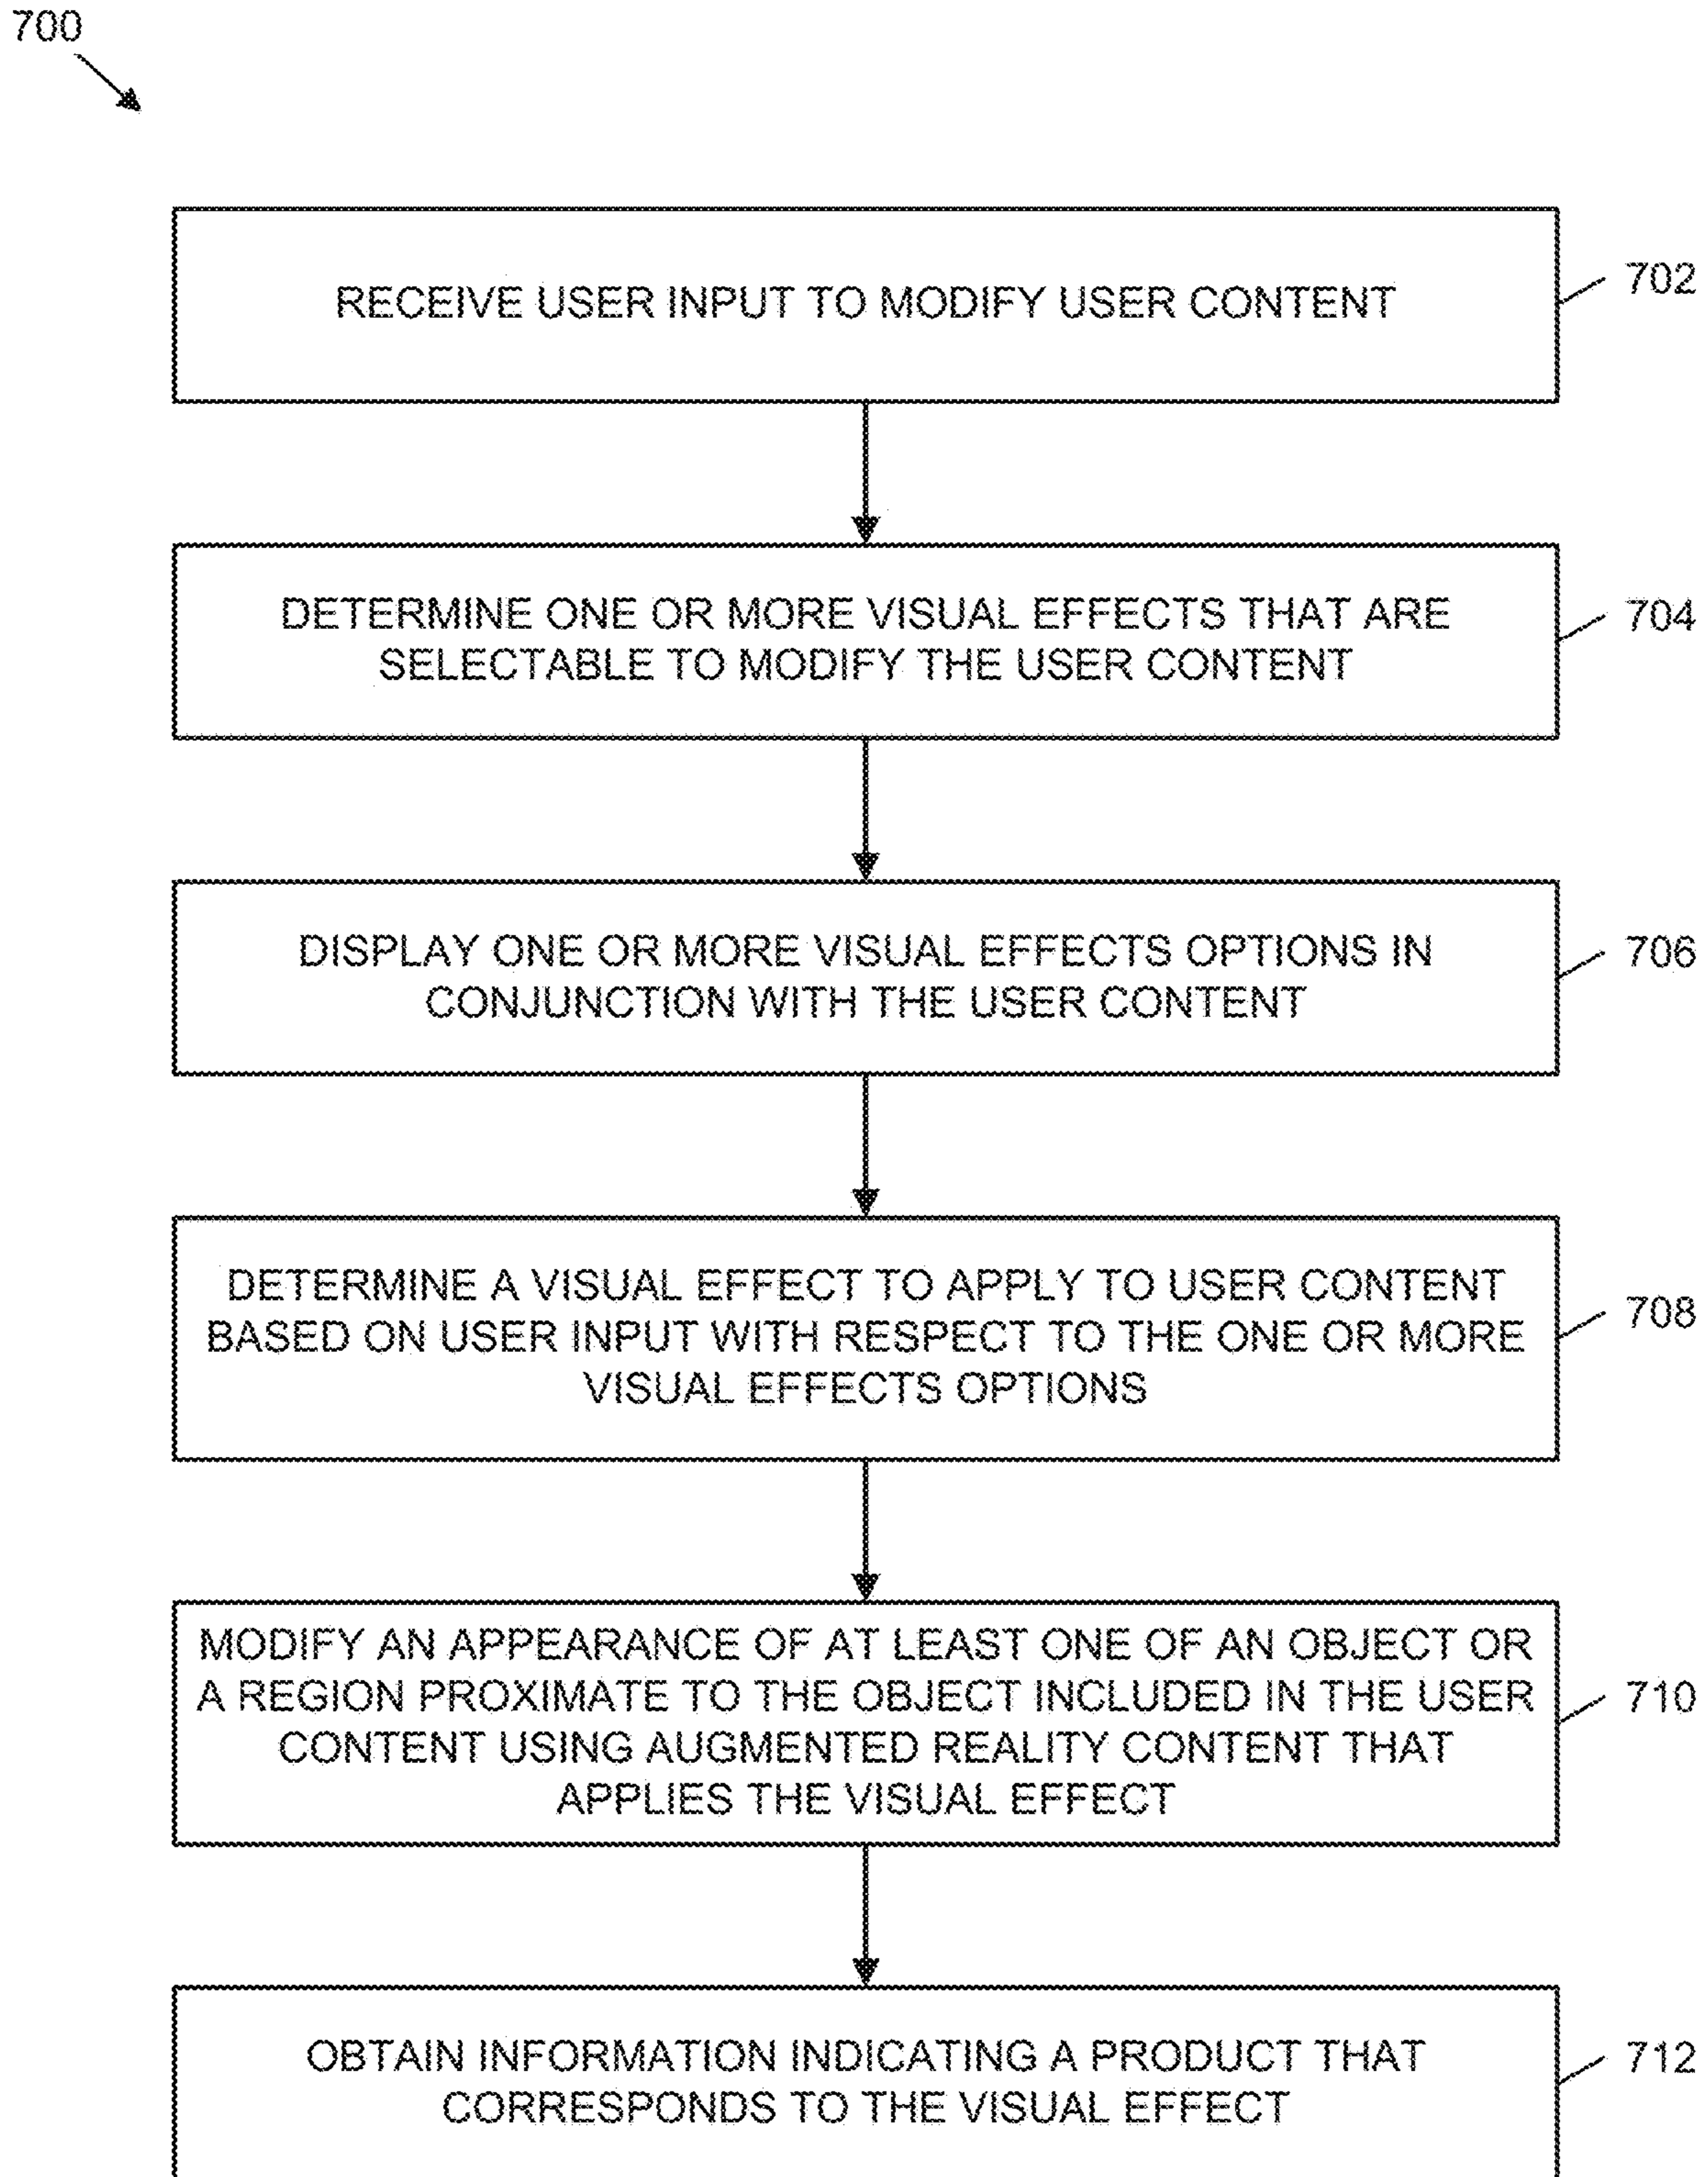 700
RECEIVE USER INPUT TO MODIFY USER CONTENT
702
DETERMINE ONE OR MORE VISUAL EFFECTS THAT ARE
SELECTABLE TO MODIFY THE USER CONTENT
704
DISPLAY ONE OR MORE VISUAL EFFECTS OPTIONS IN
CONJUNCTION WITH THE USER CONTENT
706
DETERMINE A VISUAL EFFECT TO APPLY TO USER CONTENT
BASED ON USER INPUT WITH RESPECT TO THE ONE OR MORE
VISUAL EFFECTS OPTIONS
708
MODIFY AN APPEARANCE OF AT LEAST ONE OF AN OBJECT OR
A REGION PROXIMATE TO THE OBJECT INCLUDED IN THE USER
CONTENT USING AUGMENTED REALITY CONTENT THAT
APPLIES THE VISUAL EFFECT
710
OBTAIN INFORMATION INDICATING A PRODUCT THAT
CORRESPONDS TO THE VISUAL EFFECT
712